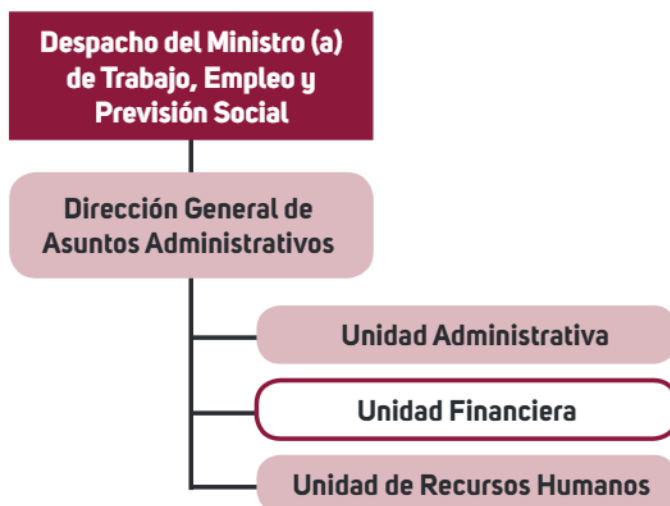 Despacho del Ministro (a)
de Trabajo, Empleo y
Previsión Social
Dirección General de
Asuntos Administrativos
Unidad Administrativa
Unidad Financiera
Unidad de Recursos Humanos